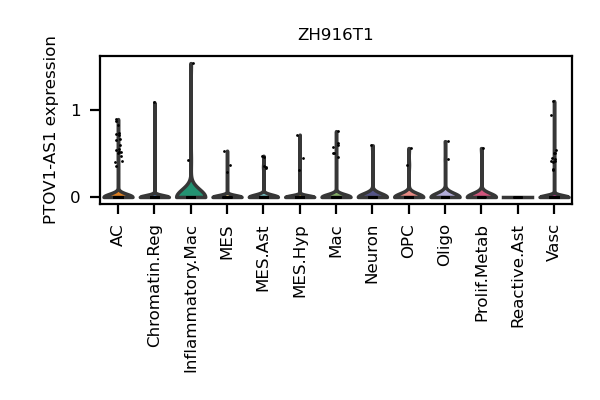 ZH916T1
PTOV1-AS1 expression
1
0
AC
Chromatin.Reg
Inflammatory.Mac
MES
MES.Ast
MES.Hyp
Mac
Neuron
OPC
Oligo
Prolif.Metab
Reactive.Ast
Vasc